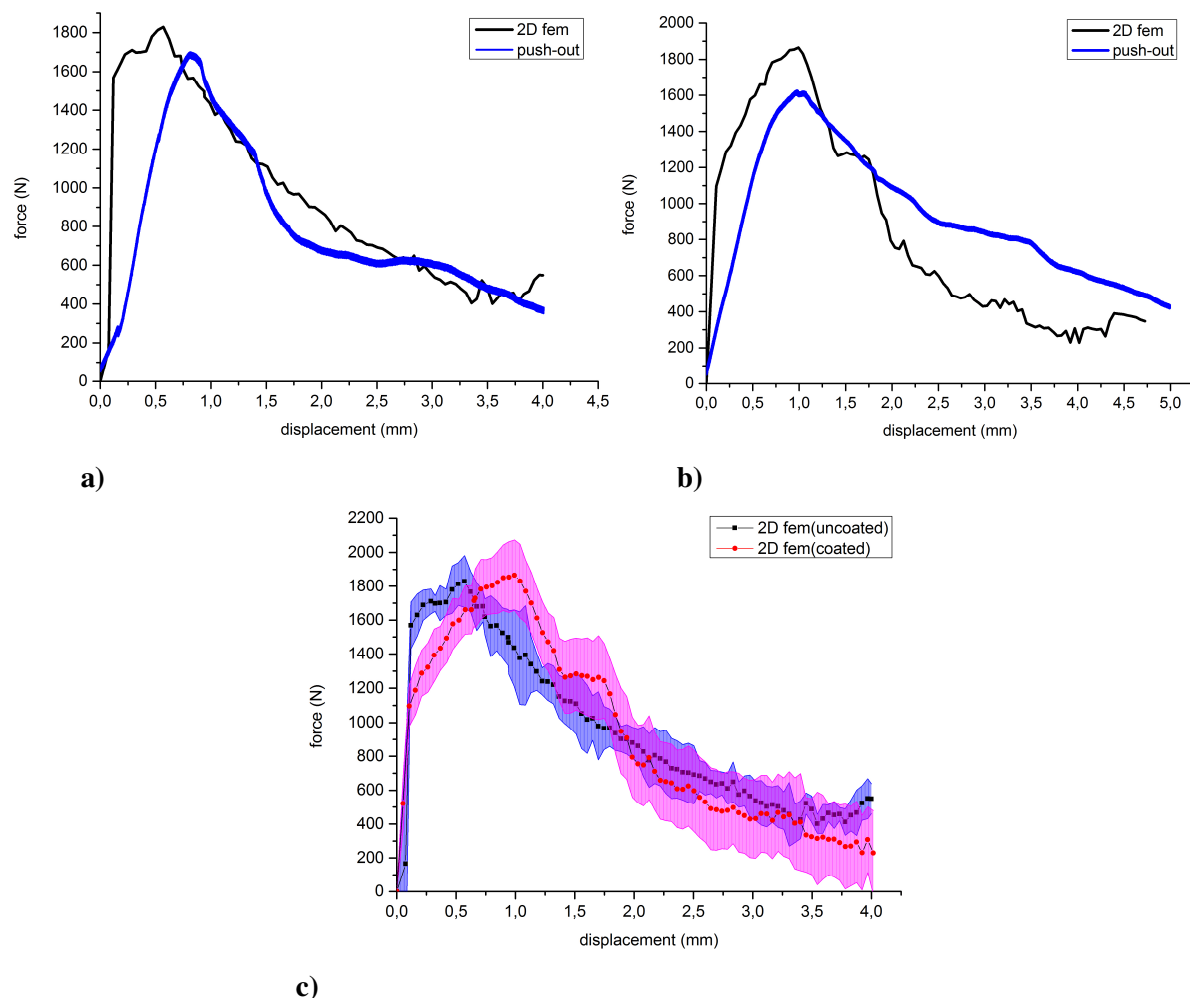 2D fem
push-out
1800
1600
1400
1200
1000
800
600
400
200
0
force (N)
0,0 0,5 1,0 1,5 2,0 2,5 3,0 3,5 4,0 4,5
displacement (mm)
a)
2D fem
push-out
2000
1800
1600
1400
1200
1000
800
600
400
200
0
force (N)
0,0 0,5 1,0 1,5 2,0 2,5 3,0 3,5 4,0 4,5 5,0
displacement (mm)
b)
2D fem(uncoated)
2D fem(coated)
2200
2000
1800
1600
1400
1200
1000
800
600
400
200
0
force (N)
0,0 0,5 1,0 1,5 2,0 2,5 3,0 3,5 4,0
displacement (mm)
c)